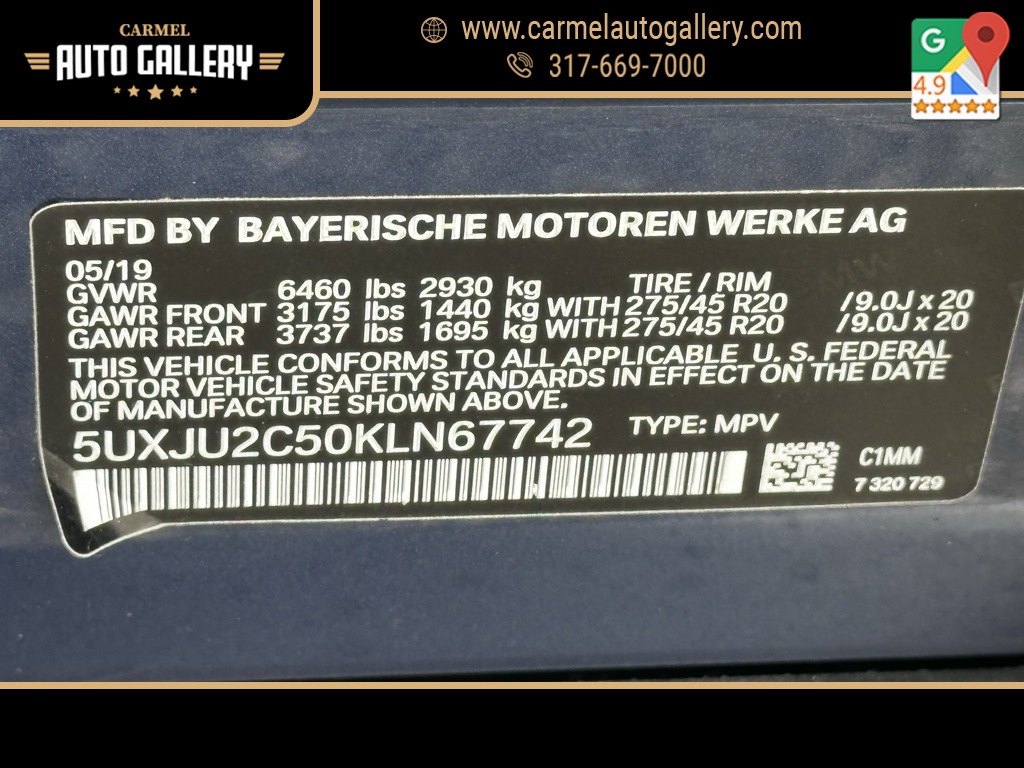 CARMEL
AUTO GALLERY
www.carmelautogallery.com
317-669-7000
G
4.9
MFD BY BAYERISCHE MOTOREN WERKE AG
05/19
GVWR 6460 lbs 2930 kg TIRE / RIM
GAWR FRONT 3175 lbs 1440 kg WITH 275/45 R20 /9.0J x 20
GAWR REAR 3737 lbs 1695 kg WITH 275/45 R20 /9.0J x 20
THIS VEHICLE CONFORMS TO ALL APPLICABLE U. S. FEDERAL
MOTOR VEHICLE SAFETY STANDARDS IN EFFECT ON THE DATE
OF MANUFACTURE SHOWN ABOVE.
5UXJU2C50KLN67742 TYPE: MPV
C1MM
7 320 729